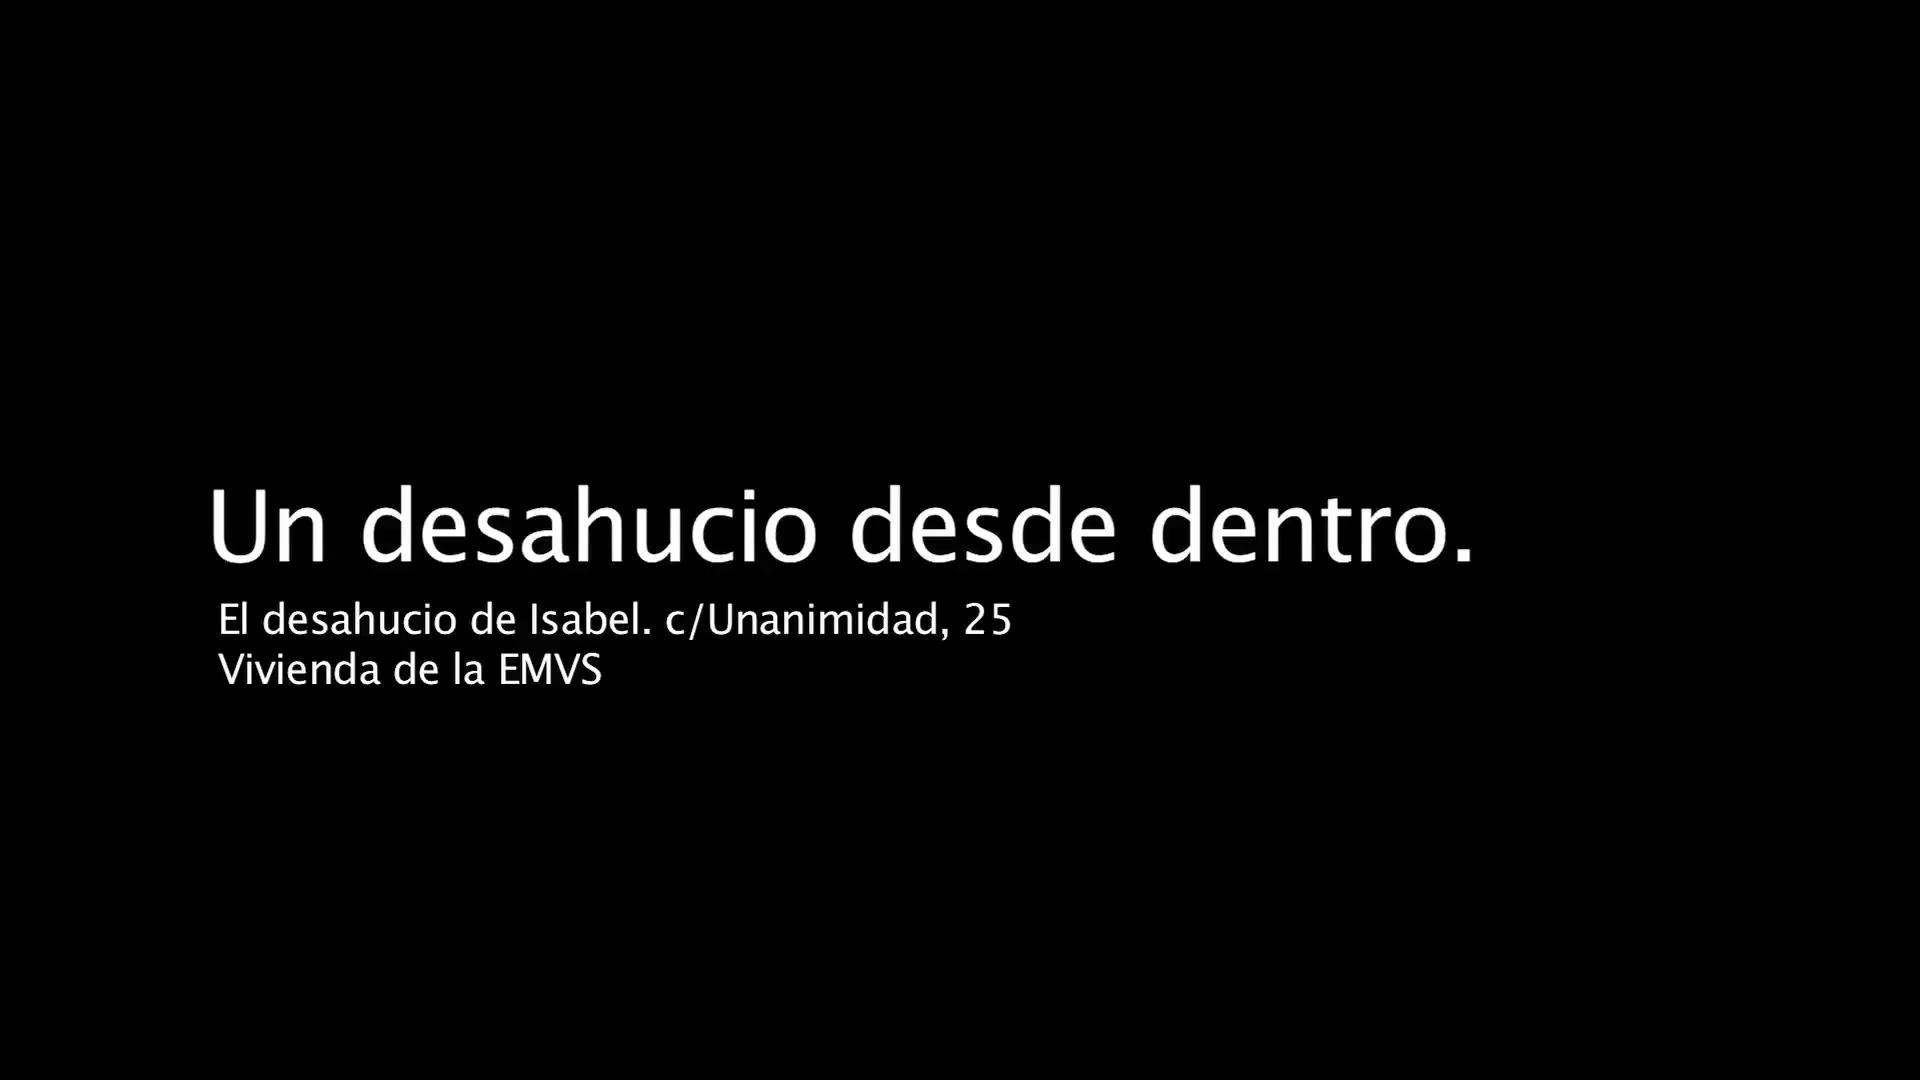 Un desahucio desde dentro.
El desahucio de Isabel. c/Unanimidad, 25
Vivienda de la EMVS